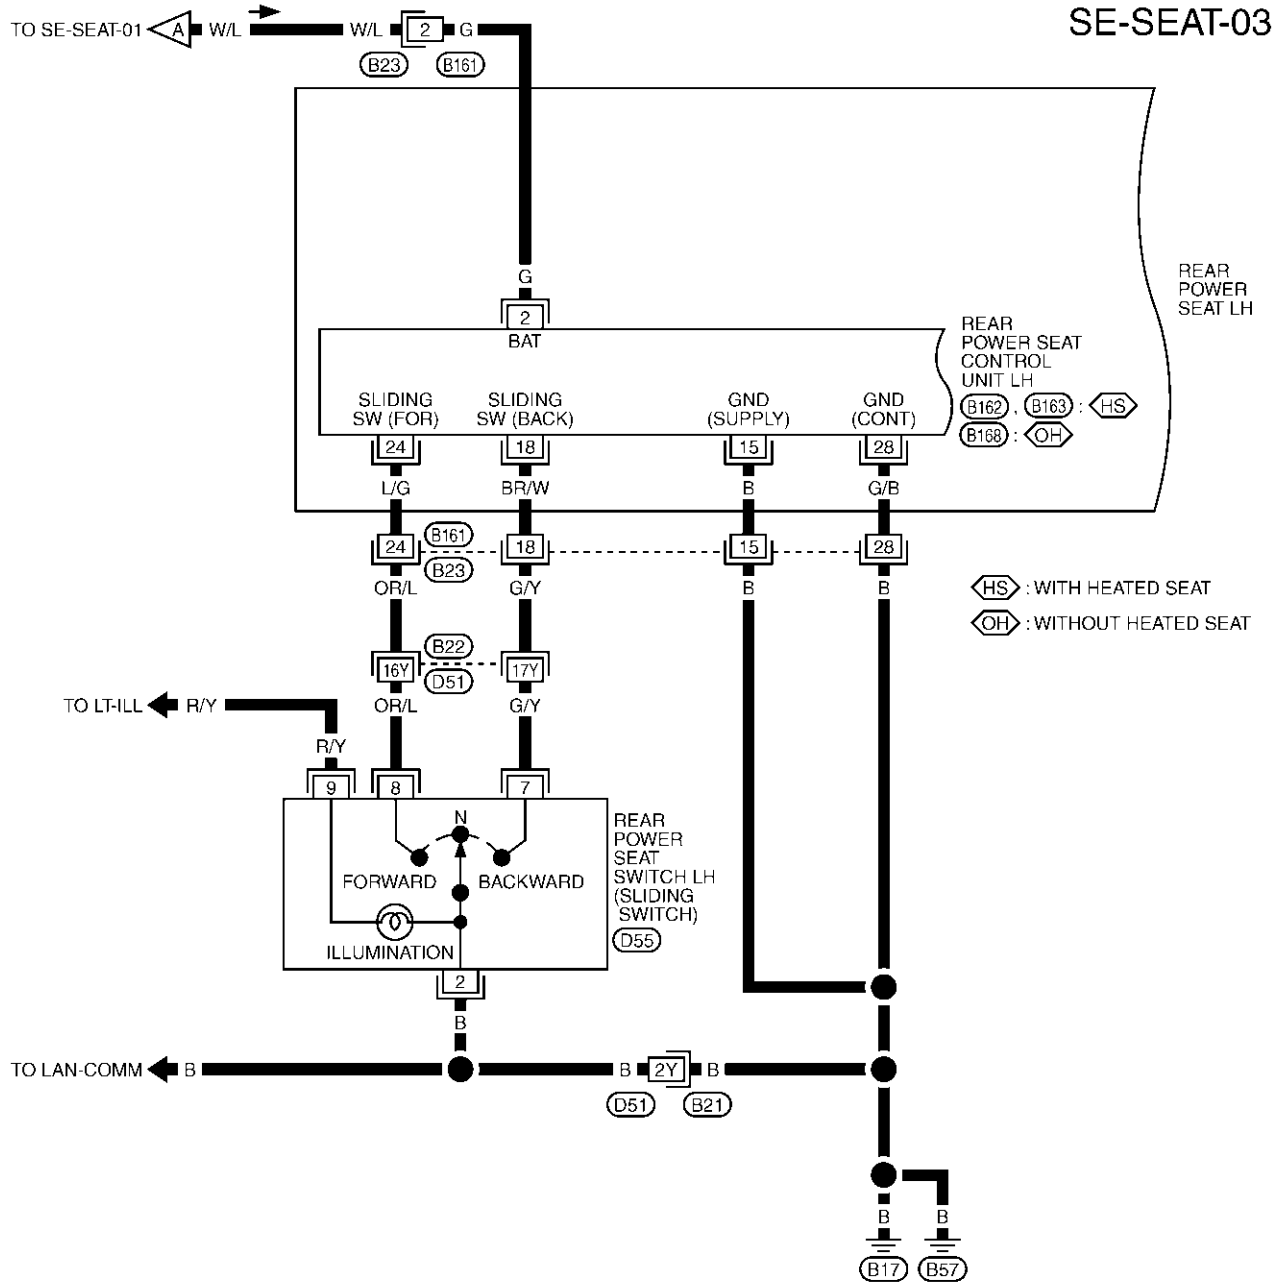 SE-SEAT-03
TO SE-SEAT-01 A W/L W/L 2 G
B23 B161
G
2
BAT
REAR
POWER
SEAT LH
REAR
POWER SEAT
CONTROL
UNIT LH
B162 , B163 : HS
B168 : OH
SLIDING
SW (FOR)
SLIDING
SW (BACK)
GND
(SUPPLY)
GND
(CONT)
24 18 15 28
L/G BR/W B G/B
B161
24 18 15 28
B23
OR/L G/Y B B
HS : WITH HEATED SEAT
OH : WITHOUT HEATED SEAT
B22
16Y 17Y
D51
OR/L G/Y
TO LT-ILL R/Y
R/Y
9 8 7
N
FORWARD BACKWARD
ILLUMINATION
REAR
POWER
SEAT
SWITCH LH
(SLIDING
SWITCH)
D55
2
B
TO LAN-COMM B B 2Y B
D51 B21
B B
B17 B57